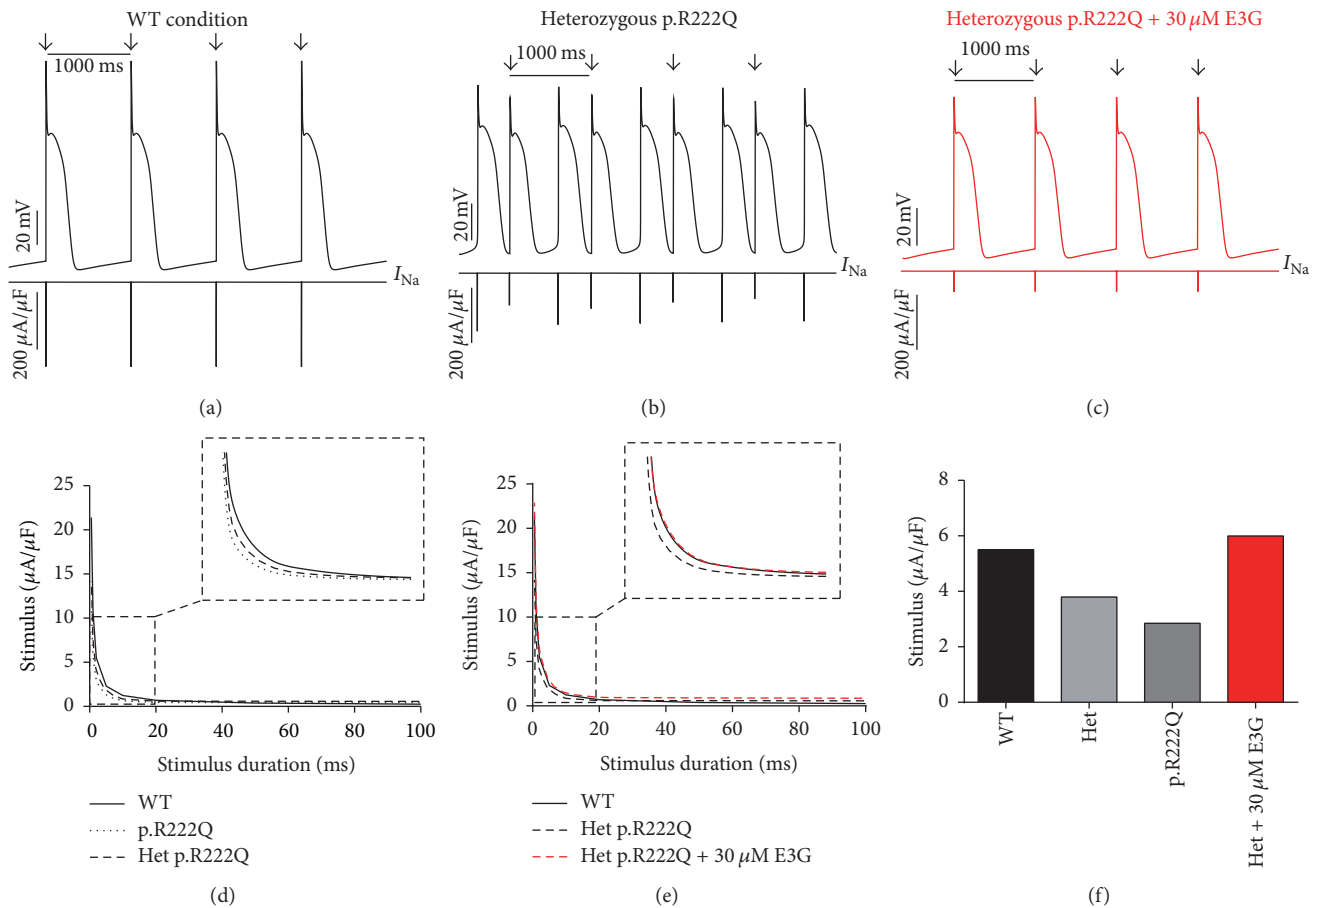 WT condition
1000 ms
20 mV
200 μA/μF
I_Na
(a)
Heterozygous p.R222Q
1000 ms
20 mV
200 μA/μF
I_Na
(b)
Heterozygous p.R222Q + 30 μM E3G
1000 ms
20 mV
200 μA/μF
(c)
Stimulus (μA/μF)
25
20
15
10
5
0
0 20 40 60 80 100
Stimulus duration (ms)
WT
p.R222Q
Het p.R222Q
(d)
Stimulus (μA/μF)
25
20
15
10
5
0
0 20 40 60 80 100
Stimulus duration (ms)
WT
Het p.R222Q
Het p.R222Q + 30 μM E3G
(e)
Stimulus (μA/μF)
8
6
4
2
0
WT
Het
p.R222Q
Het + 30 μM E3G
(f)